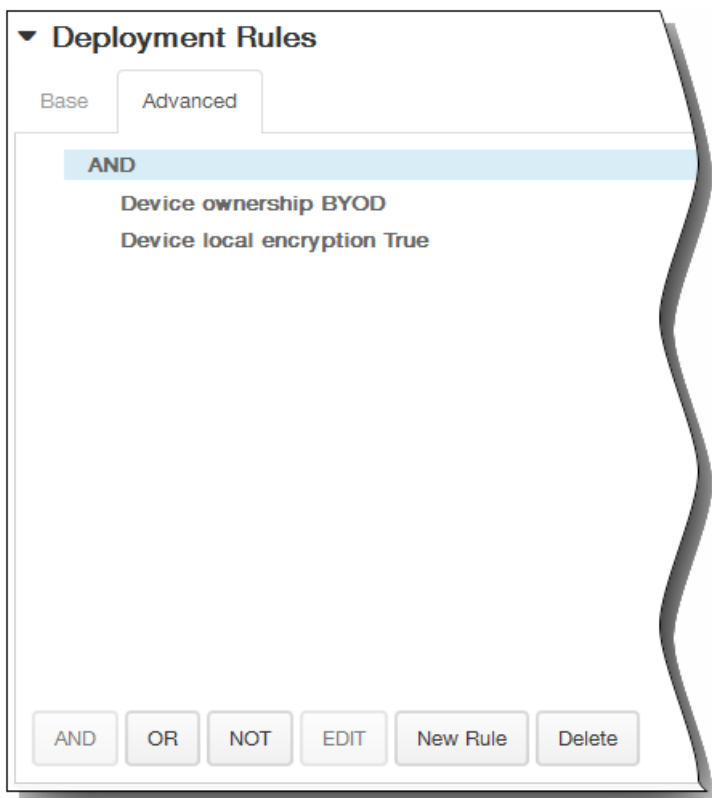 Deployment Rules
Base Advanced
AND
Device ownership BYOD
Device local encryption True
AND OR NOT EDIT New Rule Delete